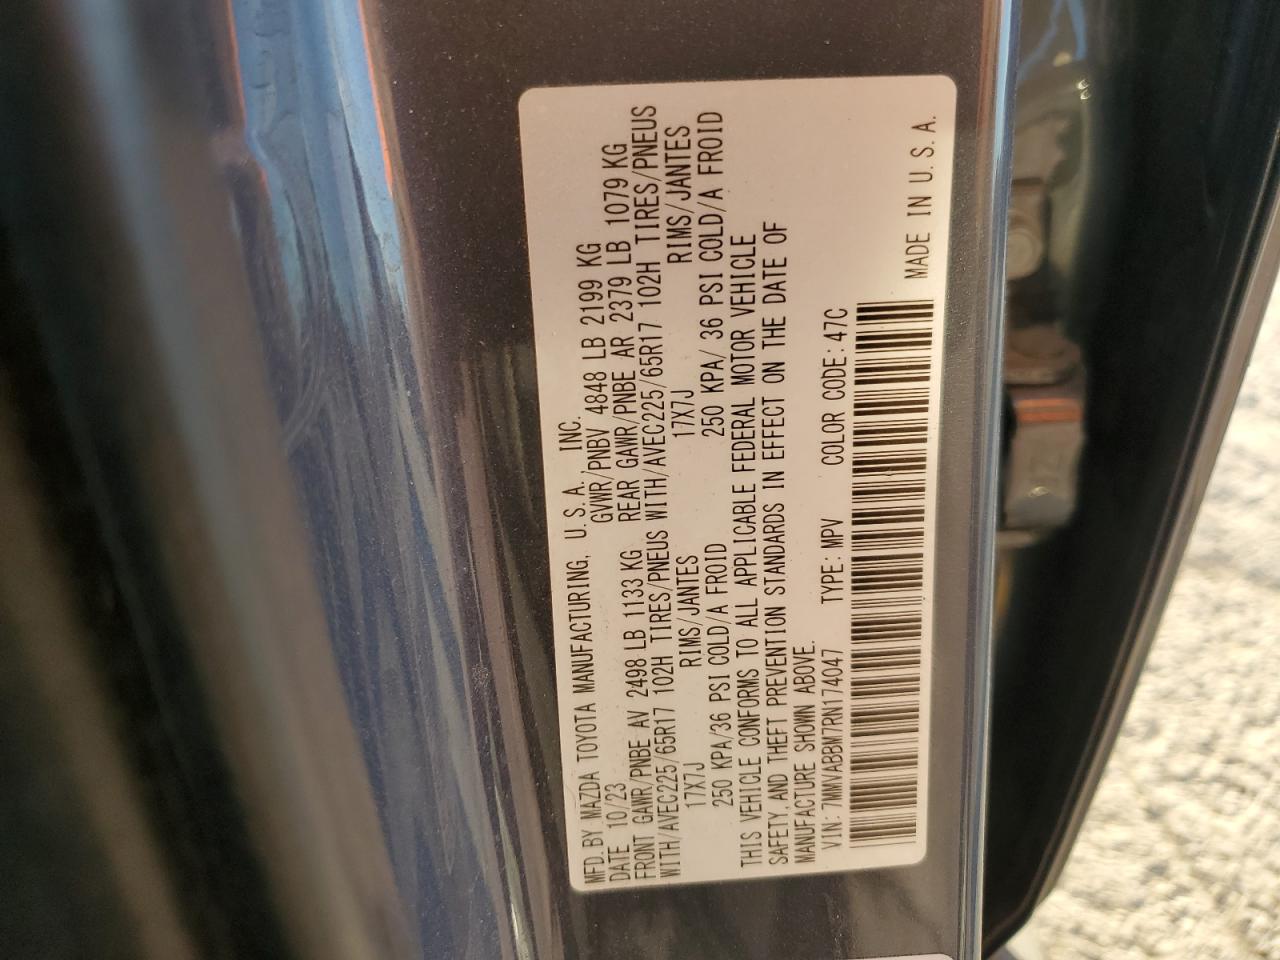 MFD.BY MAZDA TOYOTA MANUFACTURING, U.S.A., INC.
DATE 10/23 GVWR/PNBV 4848 LB 2199 KG
FRONT GAWR/PNBE AV 2498 LB 1133 KG REAR GAWR/PNBE AR 2379 LB 1079 KG
WITH/AVEC225/65R17 102H TIRES/PNEUS WITH/AVEC225/65R17 102H TIRES/PNEUS
17X7J RIMS/JANTES 17X7J RIMS/JANTES
250 KPA/36 PSI COLD/A FROID 250 KPA/ 36 PSI COLD/A FROID
THIS VEHICLE CONFORMS TO ALL APPLICABLE FEDERAL MOTOR VEHICLE
SAFETY,AND THEFT PREVENTION STANDARDS IN EFFECT ON THE DATE OF
MANUFACTURE SHOWN ABOVE.
VIN: 7MMVABBM7RN174047 TYPE: MPV COLOR CODE: 47C
MADE IN U.S.A.